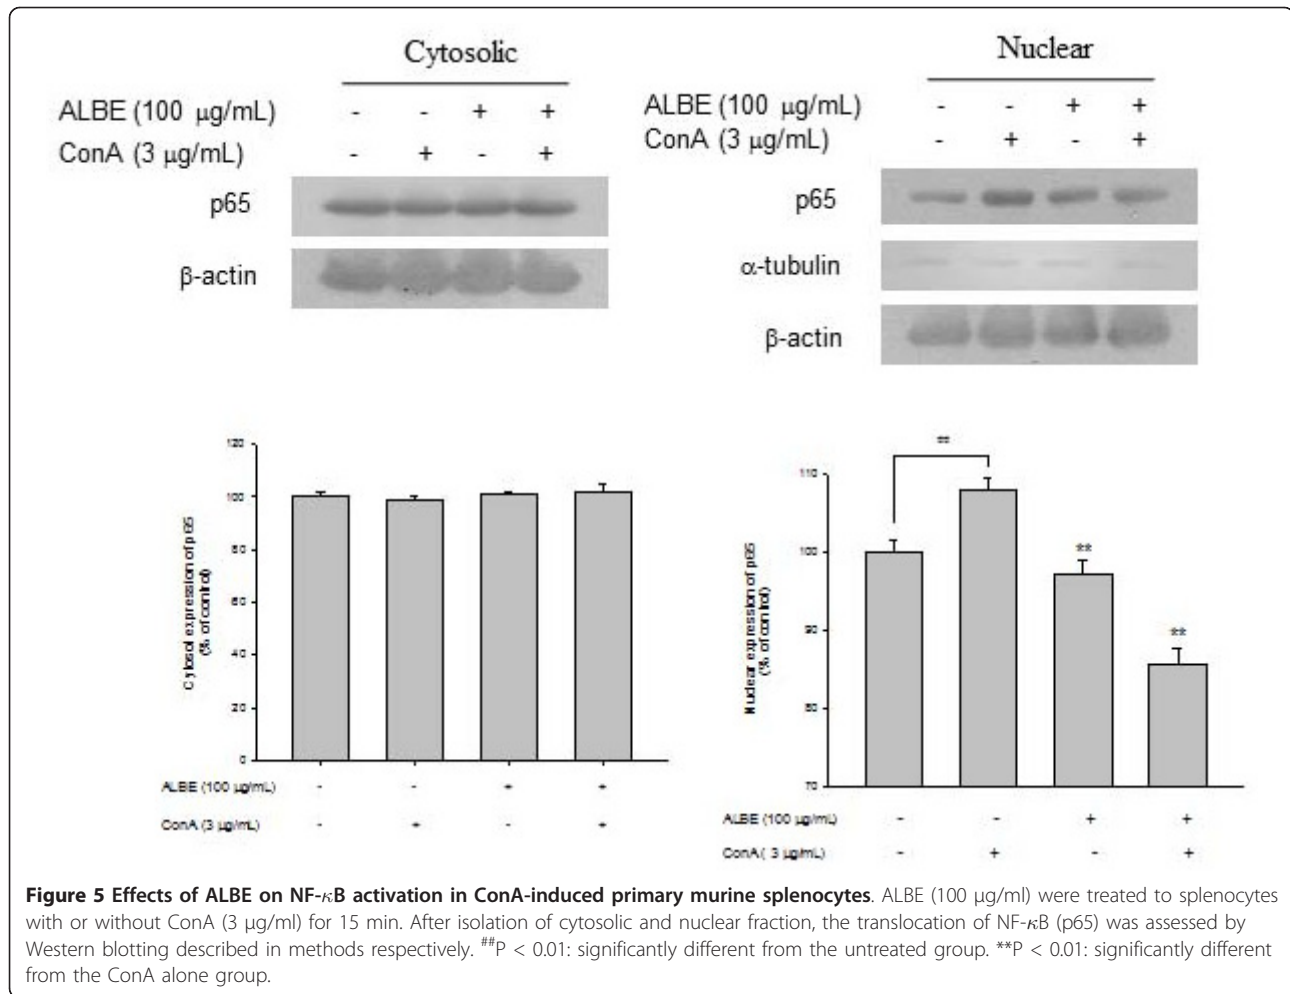 Cytosolic
ALBE (100 μg/mL) - - + +
ConA (3 μg/mL) - + - +
p65
β-actin
Nuclear
ALBE (100 μg/mL) - - + +
ConA (3 μg/mL) - + - +
p65
α-tubulin
β-actin
120
100
80
60
40
20
0
Cytosol expression of p65
(% of control)
ALBE (100 μg/mL) - - + +
ConA (3 μg/mL) - + - +
##
**
**
110
100
90
80
70
Nuclear expression of p65
(% of control)
ALBE (100 μg/mL) - - + +
ConA ( 3 μg/mL) - + - +
Figure 5 Effects of ALBE on NF-κB activation in ConA-induced primary murine splenocytes. ALBE (100 μg/ml) were treated to splenocytes
with or without ConA (3 μg/ml) for 15 min. After isolation of cytosolic and nuclear fraction, the translocation of NF-κB (p65) was assessed by
Western blotting described in methods respectively. ##P < 0.01: significantly different from the untreated group. **P < 0.01: significantly different
from the ConA alone group.